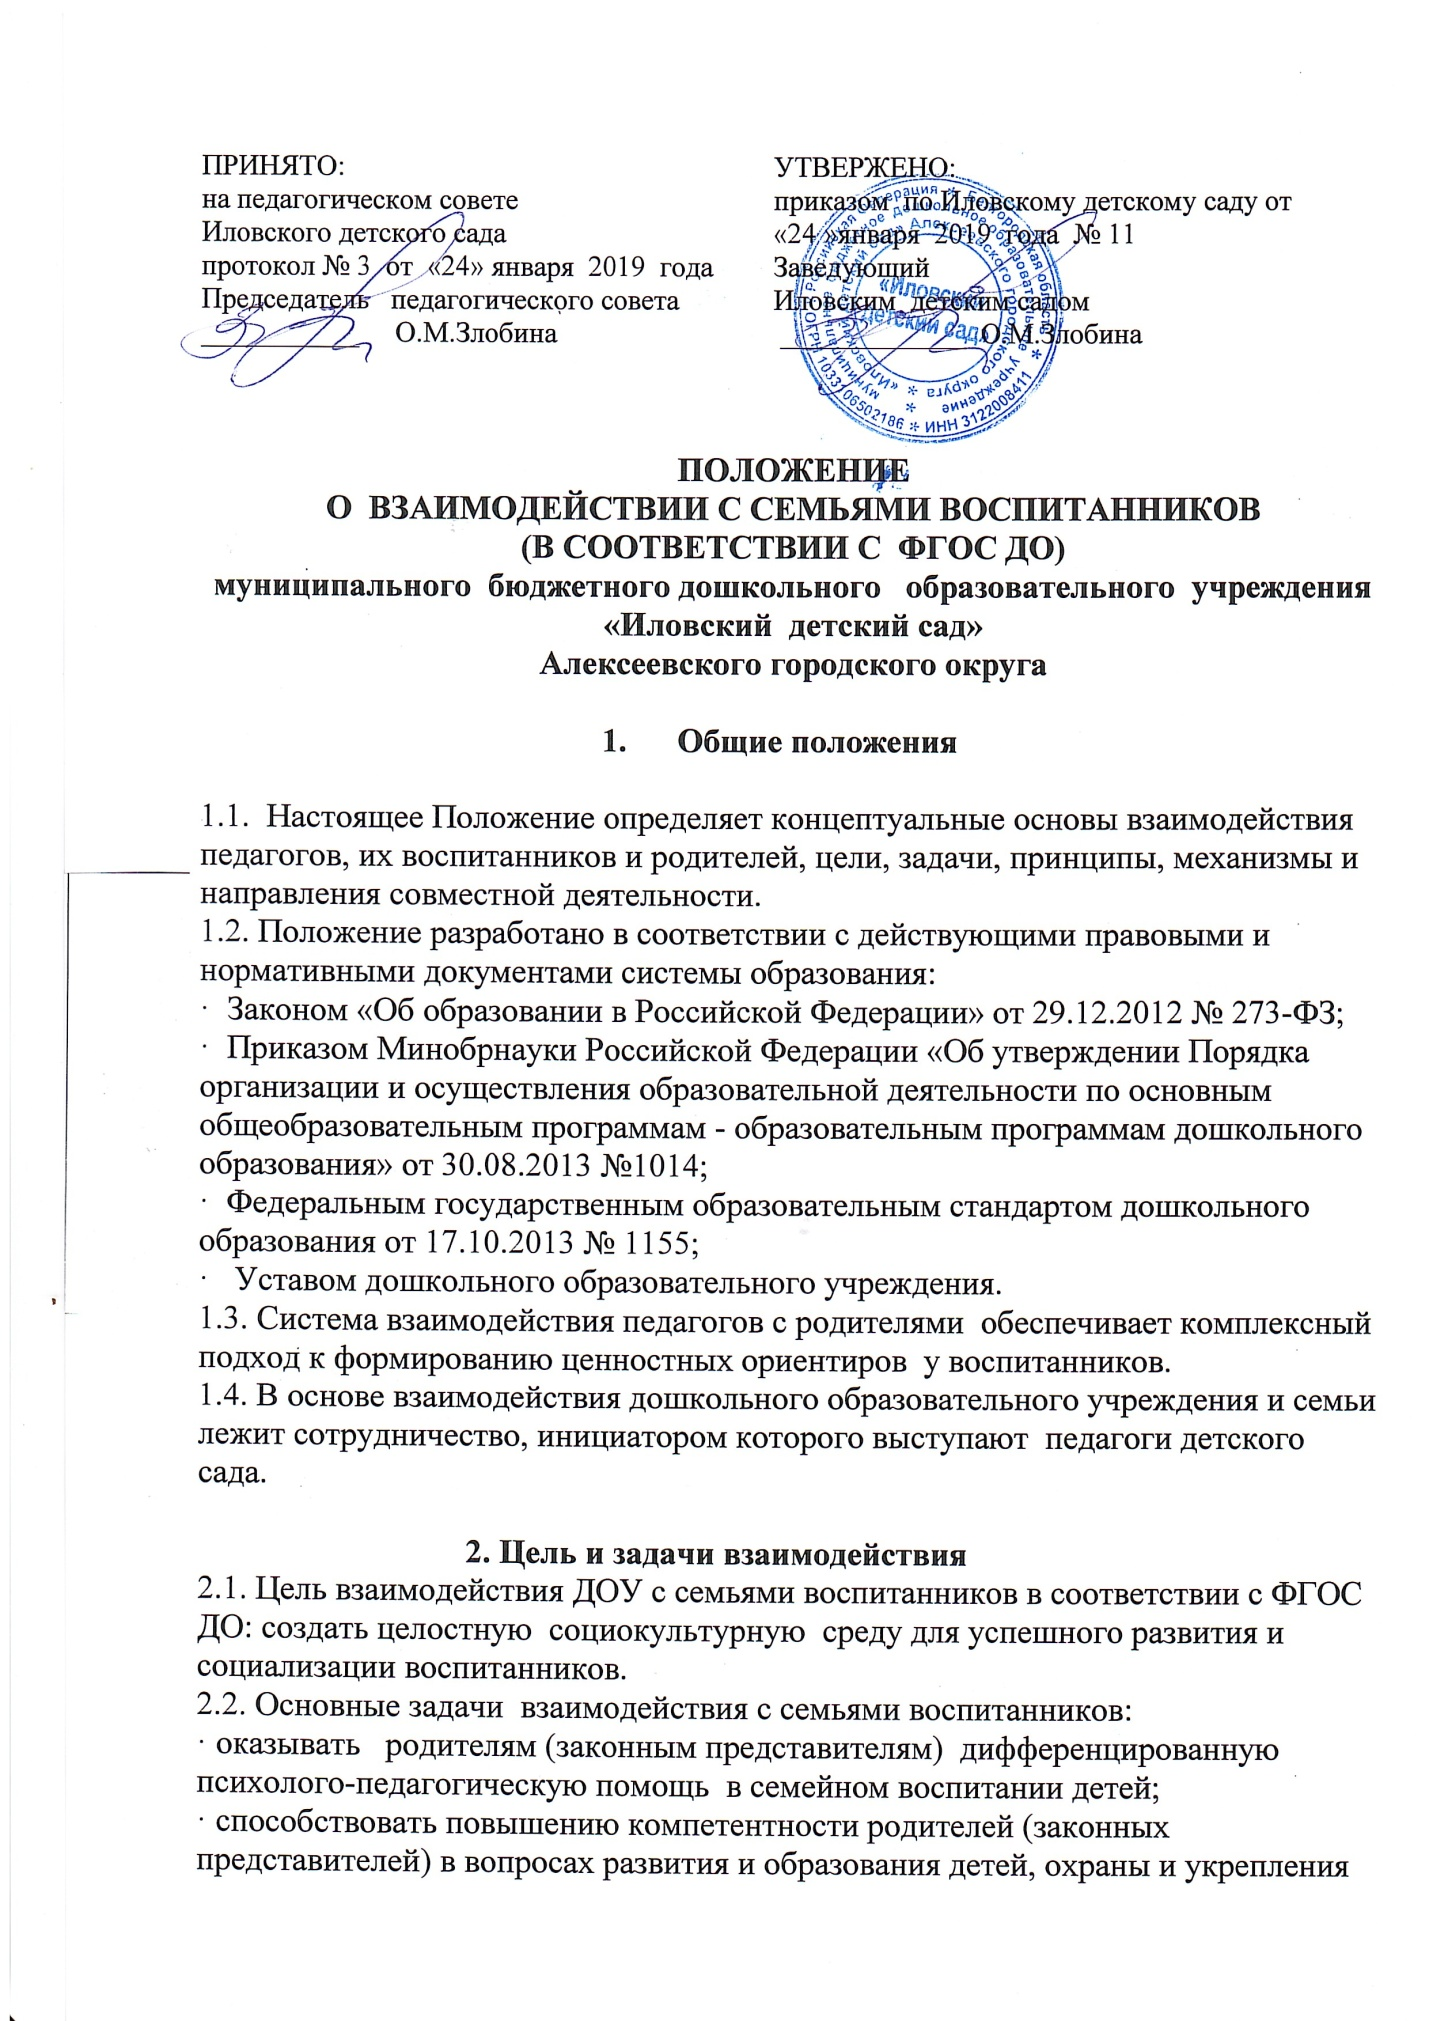 ПРИНЯТО:
на педагогическом совете
Иловского детского сада
протокол № 3 от «24» января 2019 года
Председатель педагогического совета
О.М.Злобина
УТВЕРЖЕНО:
приказом по Иловскому детскому саду от
«24 »января 2019 года № 11
Заведующий
Иловским детским садом
О.М.Злобина
«Иловский
детский сад»
ИНН 3122008411
1033106502186
ПОЛОЖЕНИЕ
О ВЗАИМОДЕЙСТВИИ С СЕМЬЯМИ ВОСПИТАННИКОВ
(В СООТВЕТСТВИИ С ФГОС ДО)
муниципального бюджетного дошкольного образовательного учреждения
«Иловский детский сад»
Алексеевского городского округа
1. Общие положения
1.1. Настоящее Положение определяет концептуальные основы взаимодействия
педагогов, их воспитанников и родителей, цели, задачи, принципы, механизмы и
направления совместной деятельности.
1.2. Положение разработано в соответствии с действующими правовыми и
нормативными документами системы образования:
· Законом «Об образовании в Российской Федерации» от 29.12.2012 № 273-ФЗ;
· Приказом Минобрнауки Российской Федерации «Об утверждении Порядка
организации и осуществления образовательной деятельности по основным
общеобразовательным программам - образовательным программам дошкольного
образования» от 30.08.2013 №1014;
· Федеральным государственным образовательным стандартом дошкольного
образования от 17.10.2013 № 1155;
· Уставом дошкольного образовательного учреждения.
1.3. Система взаимодействия педагогов с родителями обеспечивает комплексный
подход к формированию ценностных ориентиров у воспитанников.
1.4. В основе взаимодействия дошкольного образовательного учреждения и семьи
лежит сотрудничество, инициатором которого выступают педагоги детского
сада.
2. Цель и задачи взаимодействия
2.1. Цель взаимодействия ДОУ с семьями воспитанников в соответствии с ФГОС
ДО: создать целостную социокультурную среду для успешного развития и
социализации воспитанников.
2.2. Основные задачи взаимодействия с семьями воспитанников:
· оказывать родителям (законным представителям) дифференцированную
психолого-педагогическую помощь в семейном воспитании детей;
· способствовать повышению компетентности родителей (законных
представителей) в вопросах развития и образования детей, охраны и укрепления